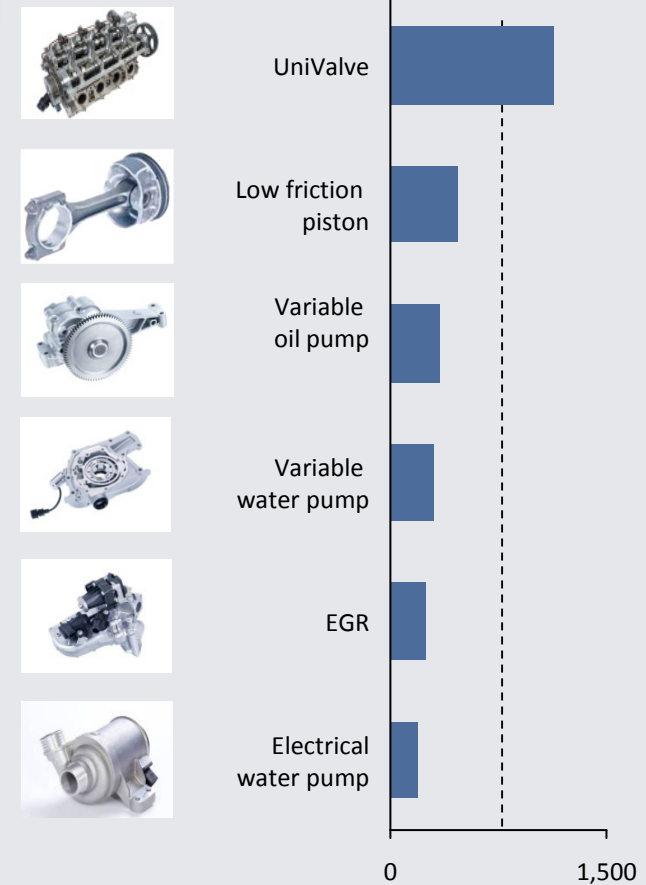 UniValve
Low friction
piston
Variable
oil pump
Variable
water pump
EGR
Electrical
water pump
0
1,500